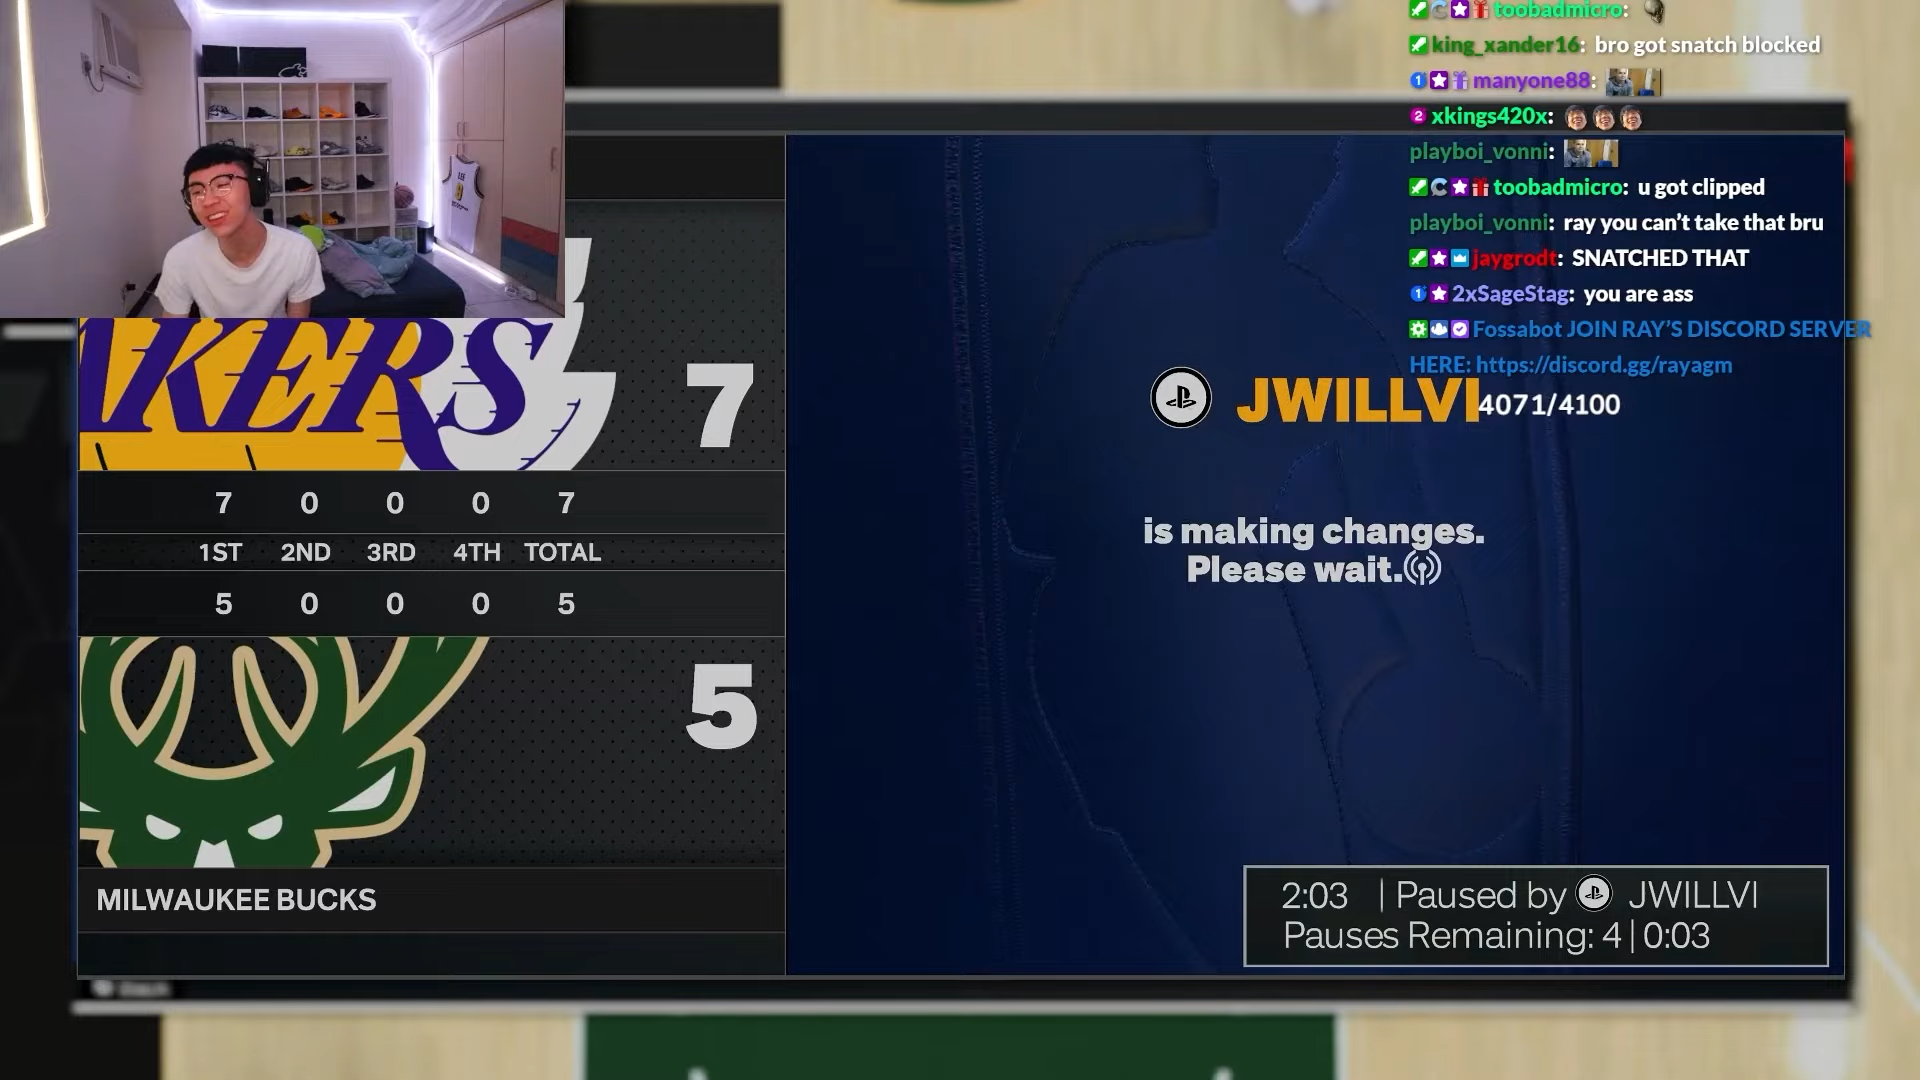 toobadmicro:
king_xander16: bro got snatch blocked
manyone88:
2 xkings420x:
playboi_vonni:
toobadmicro: u got clipped
playboi_vonni: ray you can't take that bru
jaygrodt: SNATCHED THAT
2xSageStag: you are ass
Fossabot JOIN RAY'S DISCORD SERVER
HERE: https://discord.gg/rayagm
4071/4100
AKERS
7
7 0 0 0 7
1ST 2ND 3RD 4TH TOTAL
5 0 0 0 5
5
MILWAUKEE BUCKS
JWILLVI
is making changes.
Please wait.
2:03 | Paused by JWILLVI
Pauses Remaining: 4 | 0:03